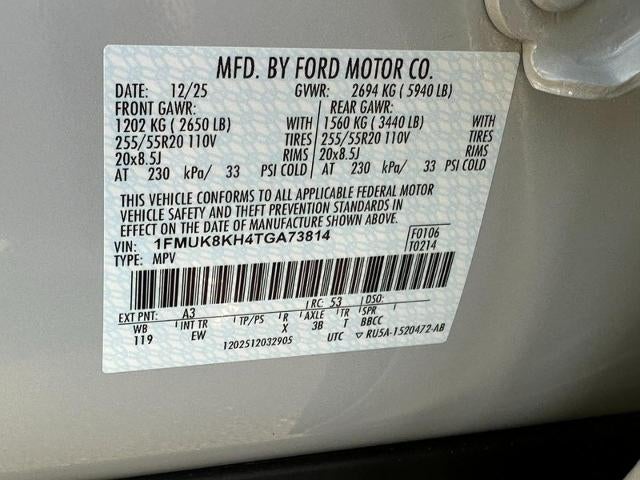 MFD. BY FORD MOTOR CO.
DATE: 12/25 GVWR: 2694 KG ( 5940 LB)
FRONT GAWR: REAR GAWR:
1202 KG ( 2650 LB) WITH 1560 KG ( 3440 LB) WITH
255/55R20 110V TIRES 255/55R20 110V TIRES
20x8.5J RIMS 20x8.5J RIMS
AT 230 kPa/ 33 PSI COLD AT 230 kPa/ 33 PSI COLD
THIS VEHICLE CONFORMS TO ALL APPLICABLE FEDERAL MOTOR
VEHICLE SAFETY AND THEFT PREVENTION STANDARDS IN
EFFECT ON THE DATE OF MANUFACTURE SHOWN ABOVE.
VIN: 1FMUK8KH4TGA73814 F0106
TYPE: MPV T0214
EXT PNT: A3 RC: 53 DSO:
WB INT TR TP/PS R AXLE TR SPR
119 EW X 3B T BBCC
1202512032905 UTC ▽ RU5A-1520472-AB